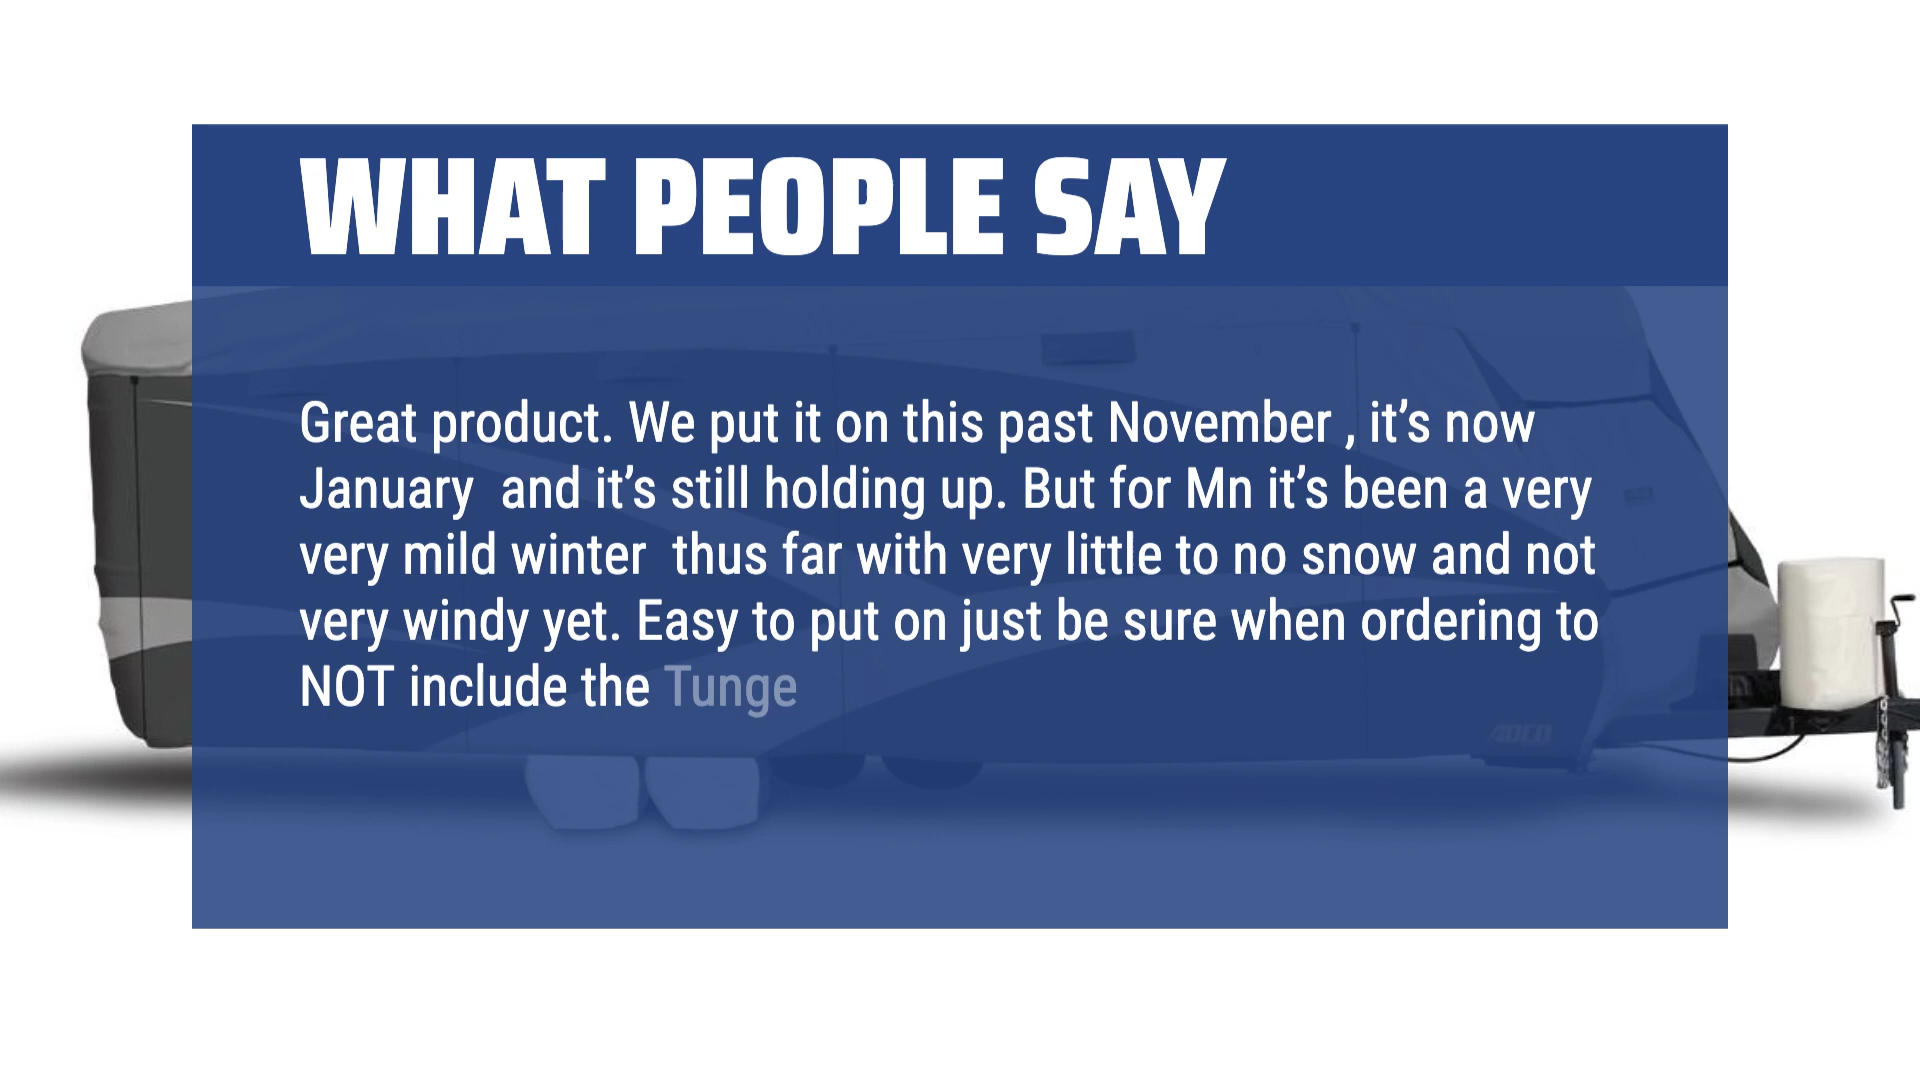 WHAT PEOPLE SAY
Great product. We put it on this past November , it’s now
January  and it’s still holding up. But for Mn it’s been a very
very mild winter  thus far with very little to no snow and not
very windy yet. Easy to put on just be sure when ordering to
NOT include the Tunge
ADCO